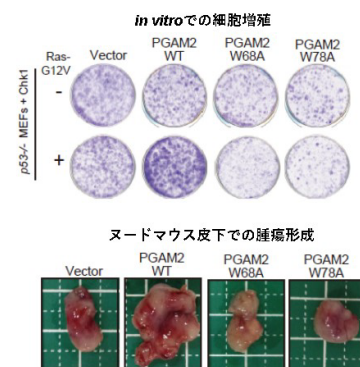 in vitroでの細胞増殖
Ras-
G12V
Vector
PGAM2
WT
PGAM2
W68A
PGAM2
W78A
p53-/- MEFs + Chk1
-
+
ヌードマウス皮下での腫瘍形成
Vector
PGAM2
WT
PGAM2
W68A
PGAM2
W78A